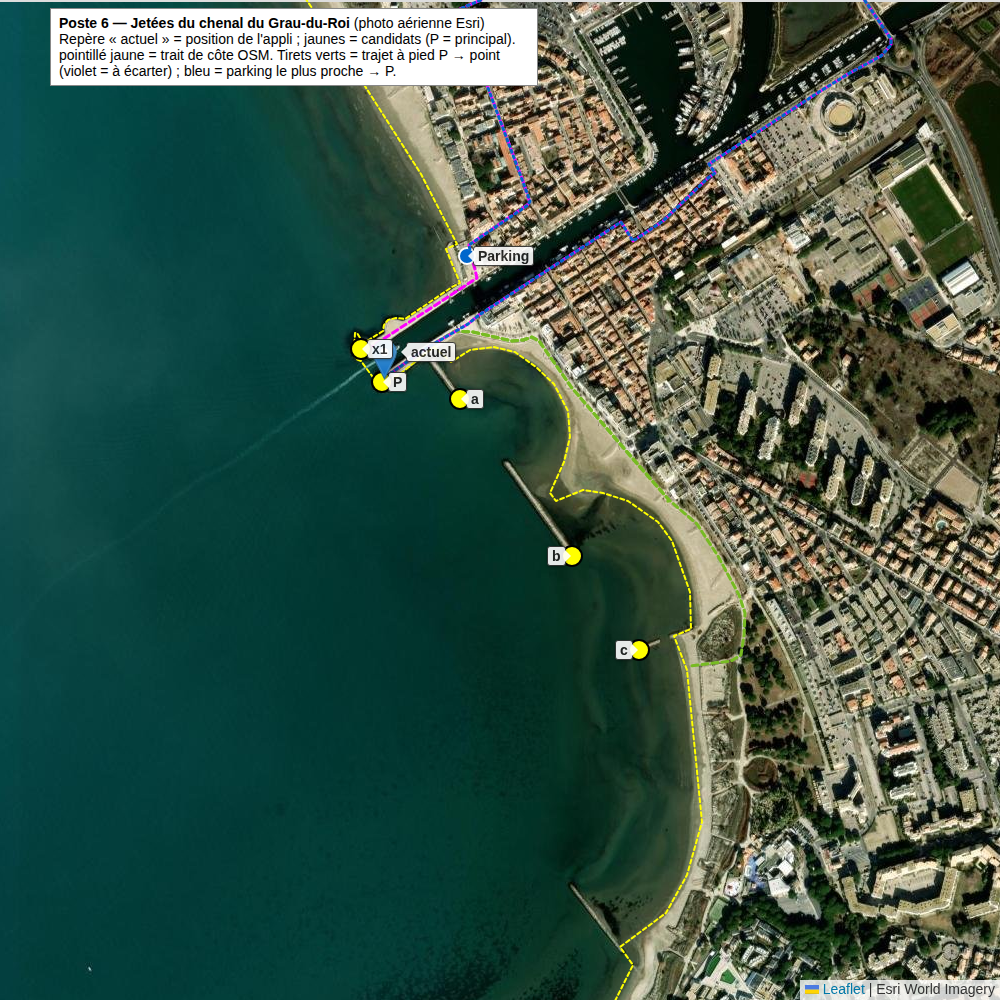 Poste 6 — Jetées du chenal du Grau-du-Roi (photo aérienne Esri)
Repère « actuel » = position de l'appli ; jaunes = candidats (P = principal).
pointillé jaune = trait de côte OSM. Tirets verts = trajet à pied P → point
(violet = à écarter) ; bleu = parking le plus proche → P.
Parking
x1
actuel
P
a
b
c
Leaflet | Esri World Imagery